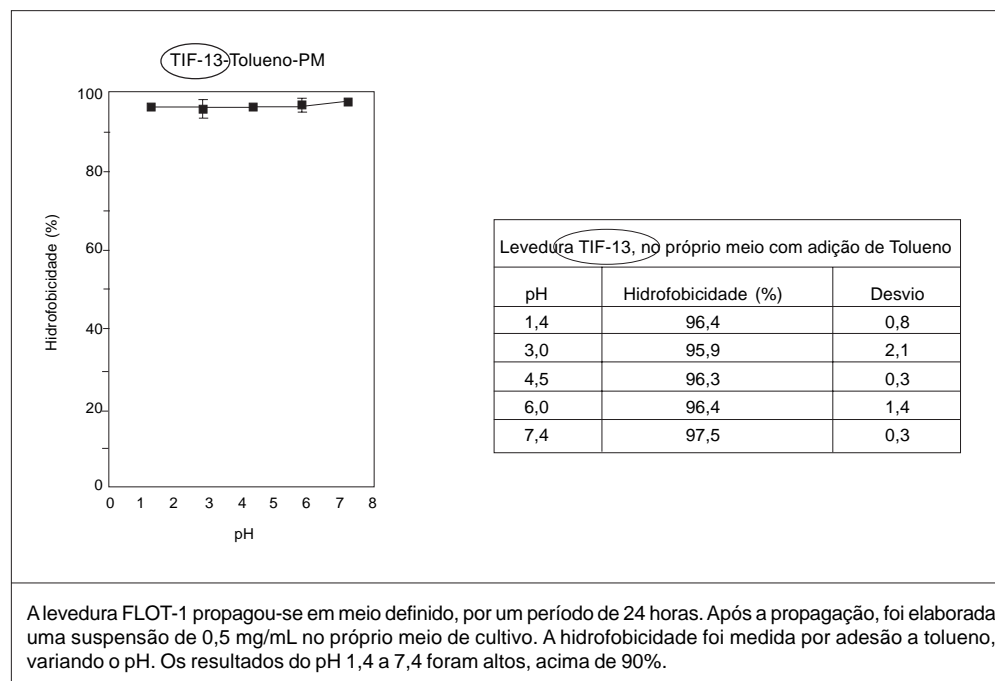 TIF-13-Tolueno-PM
100
80
60
40
20
0
Hidrofobicidade (%)
0 1 2 3 4 5 6 7 8
pH
Levedura TIF-13, no próprio meio com adição de Tolueno
pH Hidrofobicidade (%) Desvio
1,4 96,4 0,8
3,0 95,9 2,1
4,5 96,3 0,3
6,0 96,4 1,4
7,4 97,5 0,3
A levedura FLOT-1 propagou-se em meio definido, por um período de 24 horas. Após a propagação, foi elaborada
uma suspensão de 0,5 mg/mL no próprio meio de cultivo. A hidrofobicidade foi medida por adesão a tolueno,
variando o pH. Os resultados do pH 1,4 a 7,4 foram altos, acima de 90%.